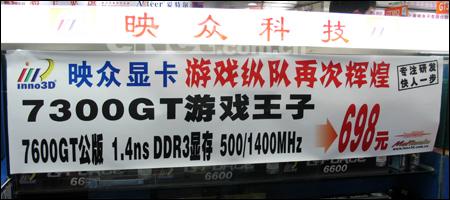 映众科技
inno3D
映众显卡 游戏纵队再次辉煌
专注研发
快人一步
7300GT游戏王子
7600GT公版 1.4ns DDR3显存 500/1400MHz
698元
6600
6600